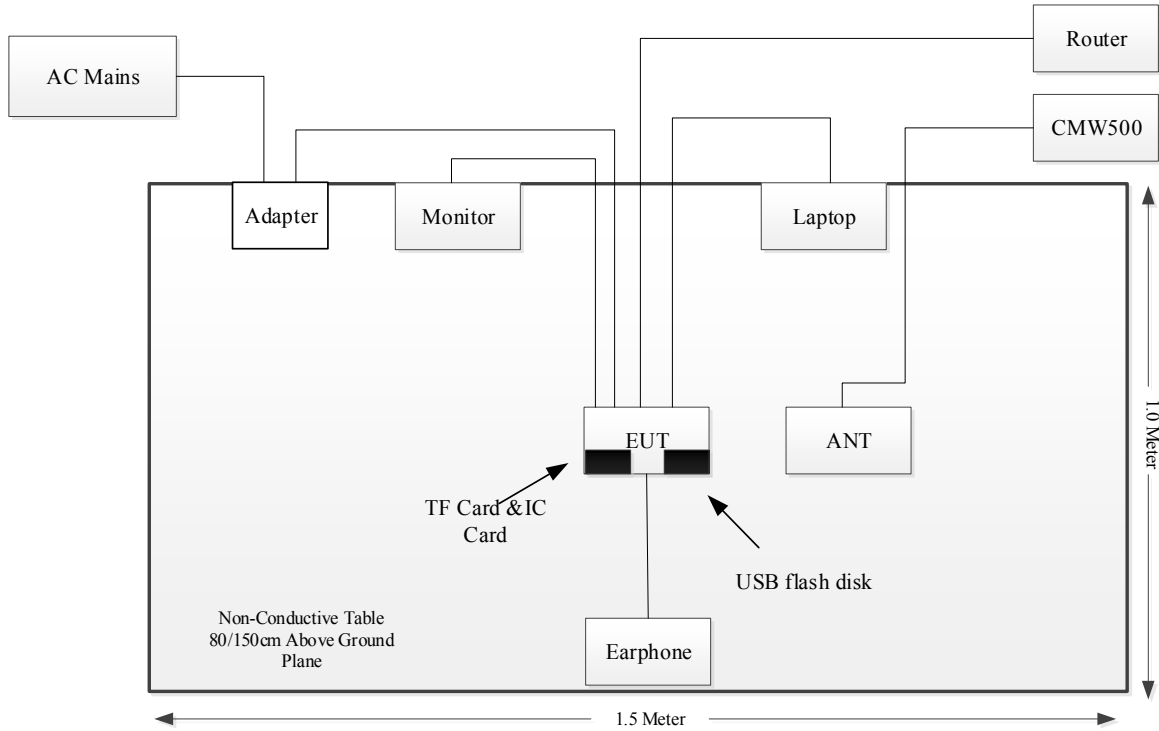 Router
AC Mains
CMW500
Adapter
Monitor
Laptop
EUT
ANT
1.0 Meter
TF Card &IC
Card
USB flash disk
Non-Conductive Table
80/150cm Above Ground
Plane
Earphone
1.5 Meter